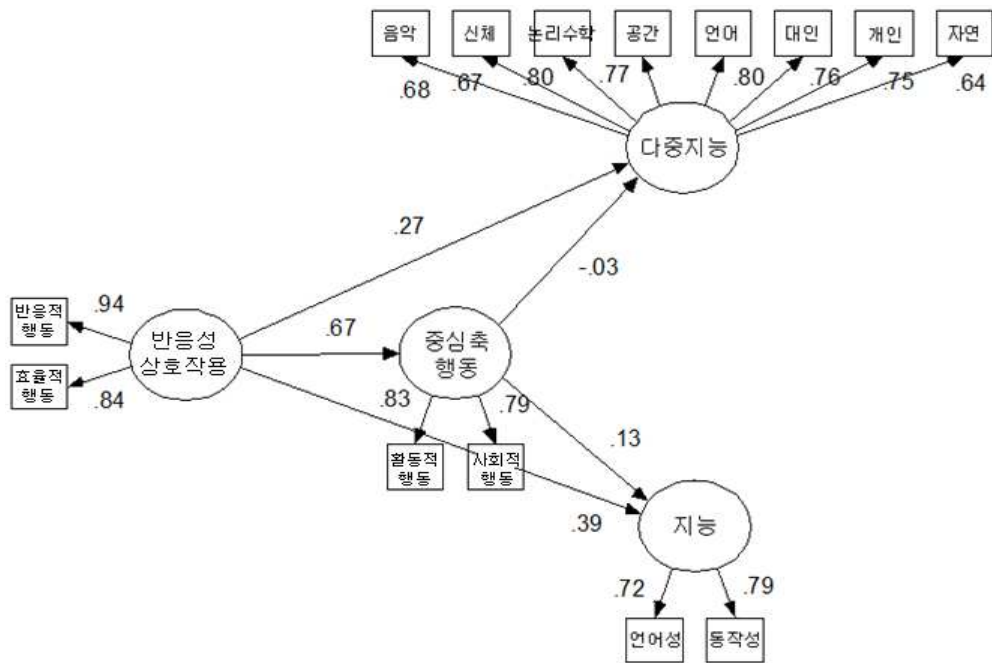 음악 신체 논리수학 공간 언어 대인 개인 자연
.68 .67 .80 .77 .80 .76 .75 .64
다중지능
.27
-.03
반응적
행동
.94
반응성
상호작용
.67
중심축
행동
효율적
행동
.84
.83 .79
.13
활동적
행동
사회적
행동
.39
지능
.72 .79
언어성 동작성